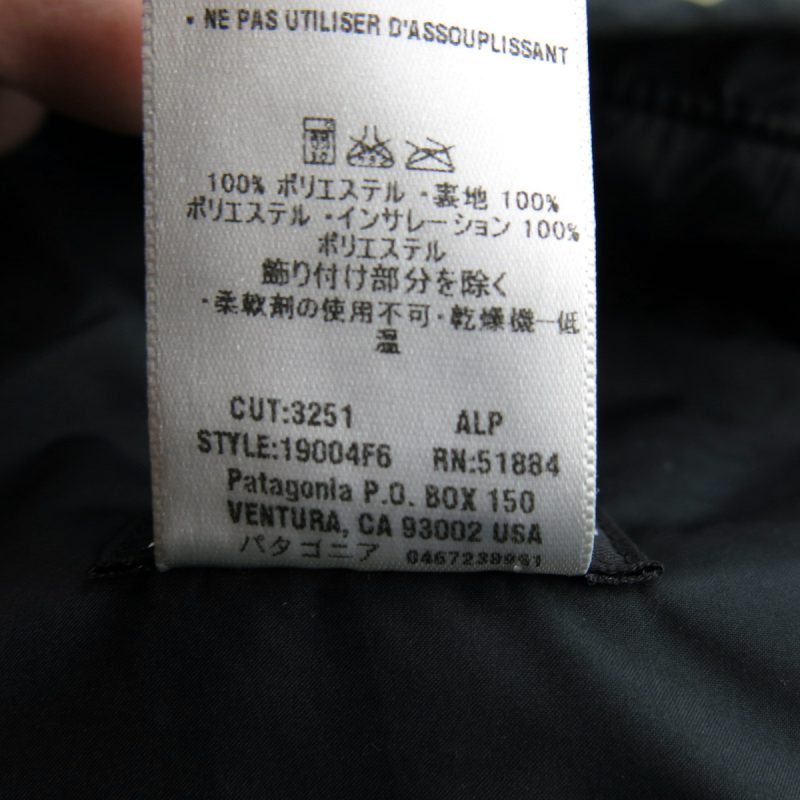 • NE PAS UTILISER D'ASSOUPLISSANT
100% ポリエステル ・裏地 100%
ポリエステル ・インサレーション 100%
ポリエステル
飾り付け部分を除く
・柔軟剤の使用不可・乾燥機ー低
温
CUT:3251 ALP
STYLE:19004F6 RN:51884
Patagonia P.O. BOX 150
VENTURA, CA 93002 USA
パタゴニア